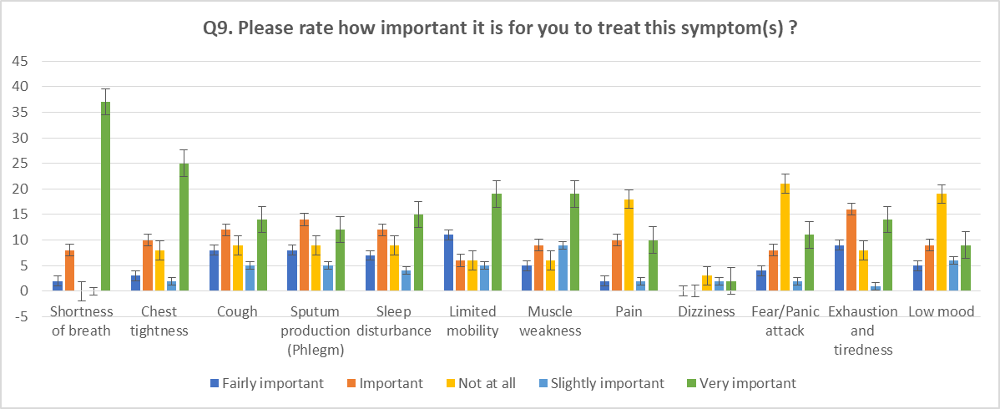 Q9. Please rate how important it is for you to treat this symptom(s) ?
45
40
35
30
25
20
15
10
5
0
-5
Shortness
of breath
Chest
tightness
Cough
Sputum
production
(Phlegm)
Sleep
disturbance
Limited
mobility
Muscle
weakness
Pain
Dizziness
Fear/Panic
attack
Exhaustion
and
tiredness
Low mood
Fairly important
Important
Not at all
Slightly important
Very important